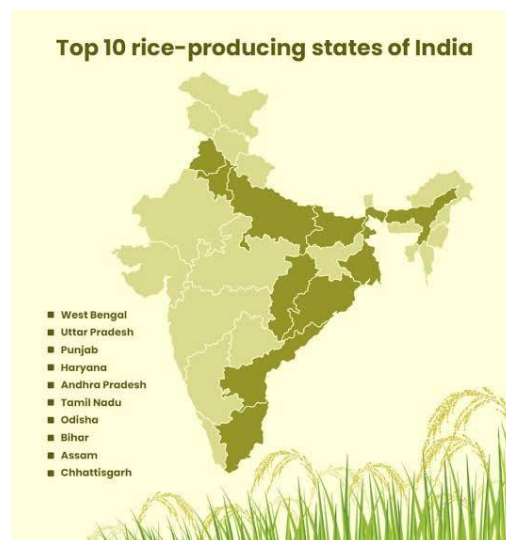 Top 10 rice-producing states of India
West Bengal
Uttar Pradesh
Punjab
Haryana
Andhra Pradesh
Tamil Nadu
Odisha
Bihar
Assam
Chhattisgarh